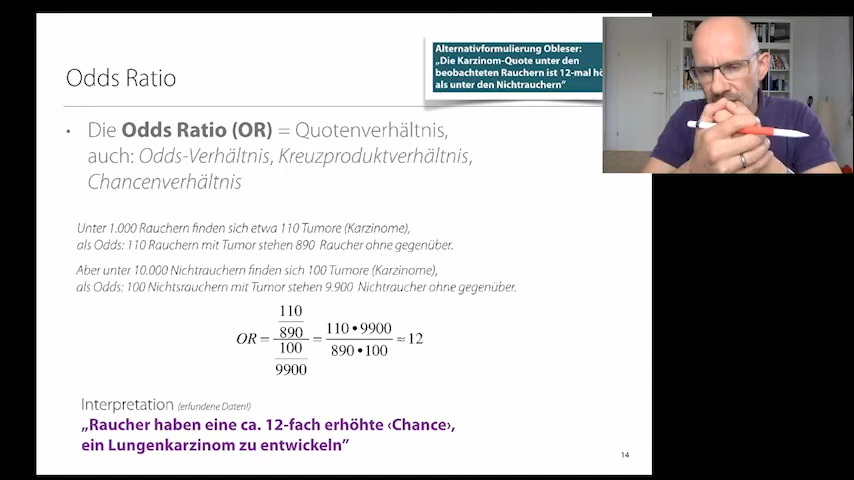 Alternativformulierung Obleser:
„Die Karzinom-Quote unter den
beobachteten Rauchern ist 12-mal
als unter den Nichtrauchern”
Odds Ratio
• Die Odds Ratio (OR) = Quotenverhältnis,
auch: Odds-Verhältnis, Kreuzproduktverhältnis,
Chancenverhältnis
Unter 1.000 Rauchern finden sich etwa 110 Tumore (Karzinome),
als Odds: 110 Rauchern mit Tumor stehen 890 Raucher ohne gegenüber.
Aber unter 10.000 Nichtrauchern finden sich 100 Tumore (Karzinome),
als Odds: 100 Nichtsrauchern mit Tumor stehen 9.900 Nichtraucher ohne gegenüber.
OR = (110/890)/(100/9900) = (110•9900)/(890•100) ≈ 12
Interpretation (erfundene Daten!)
„Raucher haben eine ca. 12-fach erhöhte ‹Chance›,
ein Lungenkarzinom zu entwickeln”
14